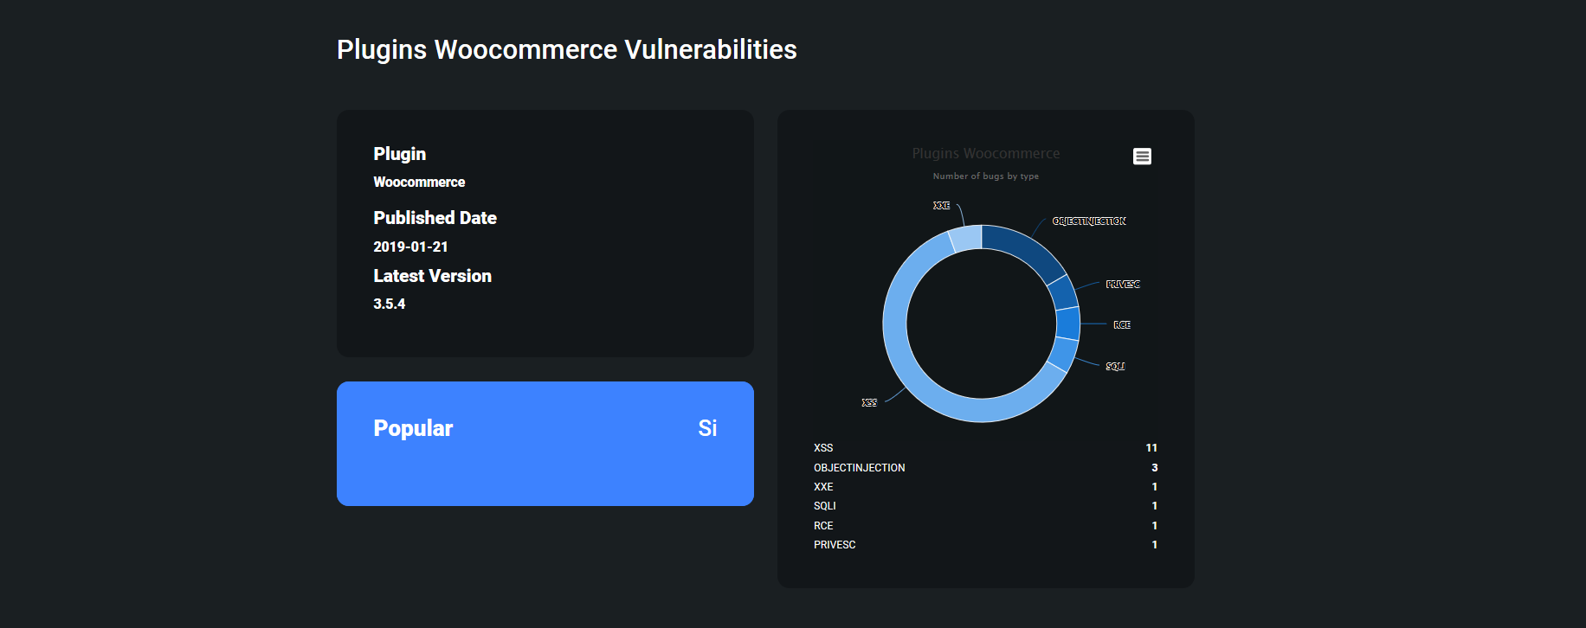 Plugins Woocommerce Vulnerabilities
Plugin
Woocommerce
Published Date
2019-01-21
Latest Version
3.5.4
Popular Si
Plugins Woocommerce
Number of bugs by type
XXE
OBJECTINJECTION
PRIVESC
RCE
SQLI
XSS
XSS 11
OBJECTINJECTION 3
XXE 1
SQLI 1
RCE 1
PRIVESC 1